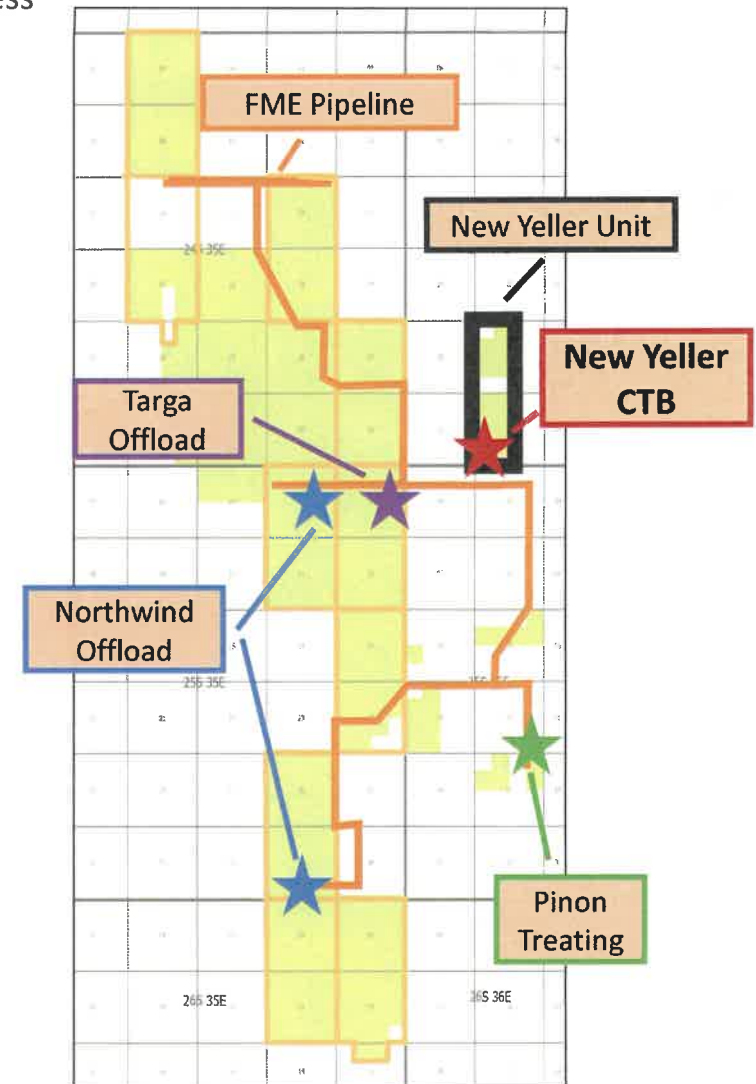 FME Pipeline
New Yeller Unit
24S 35E
New Yeller
CTB
Targa
Offload
Northwind
Offload
25S 35E
Pinon
Treating
26S 35E
26S 36E